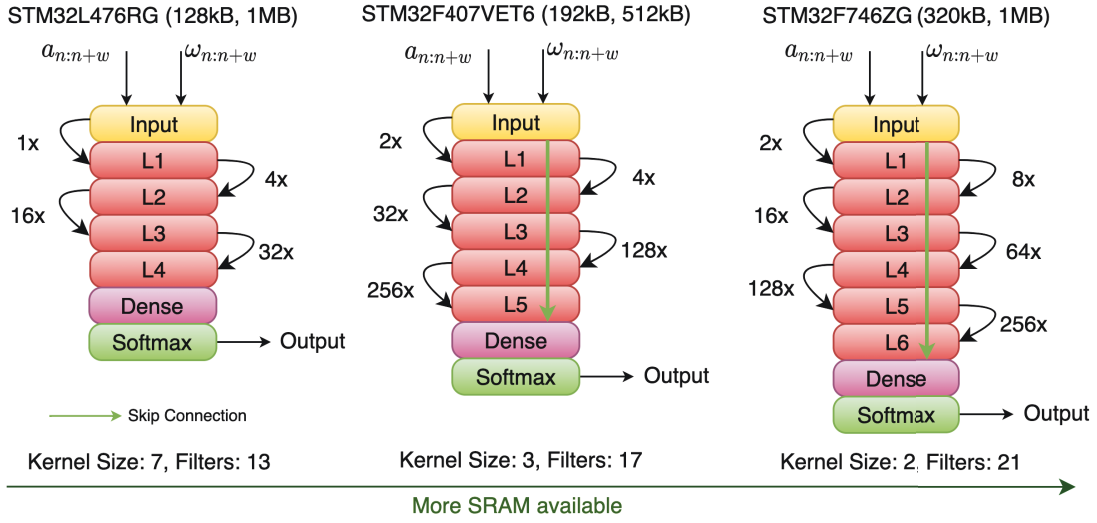 STM32L476RG (128kB, 1MB)
a_{n:n+w} ω_{n:n+w}
Input
1x
L1
4x
L2
16x
L3
32x
L4
Dense
Softmax
Output
Skip Connection
Kernel Size: 7, Filters: 13
STM32F407VET6 (192kB, 512kB)
a_{n:n+w} ω_{n:n+w}
Input
2x
L1
4x
L2
32x
L3
128x
L4
256x
L5
Dense
Softmax
Output
Kernel Size: 3, Filters: 17
STM32F746ZG (320kB, 1MB)
a_{n:n+w} ω_{n:n+w}
Input
2x
L1
8x
L2
16x
L3
64x
L4
128x
L5
256x
L6
Dense
Softmax
Output
Kernel Size: 2, Filters: 21
More SRAM available